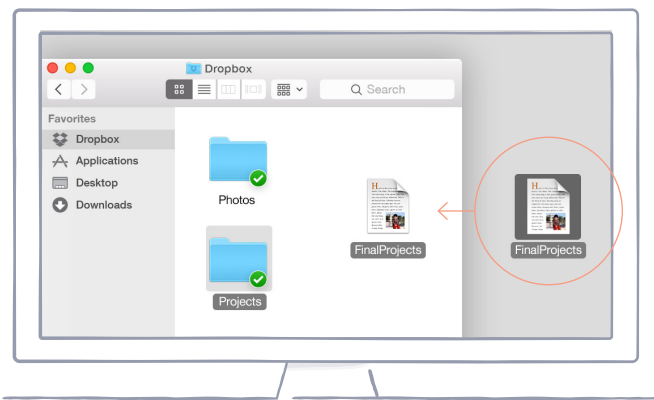 Dropbox
Search
Favorites
Dropbox
Applications
Desktop
Downloads
Photos
Projects
FinalProjects
FinalProjects